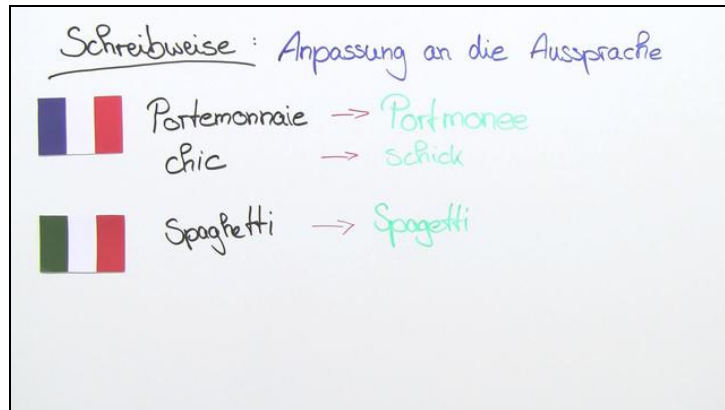 Schreibweise : Anpassung an die Aussprache
Portemonnaie → Portmonee
chic → schick
Spaghetti → Spagetti